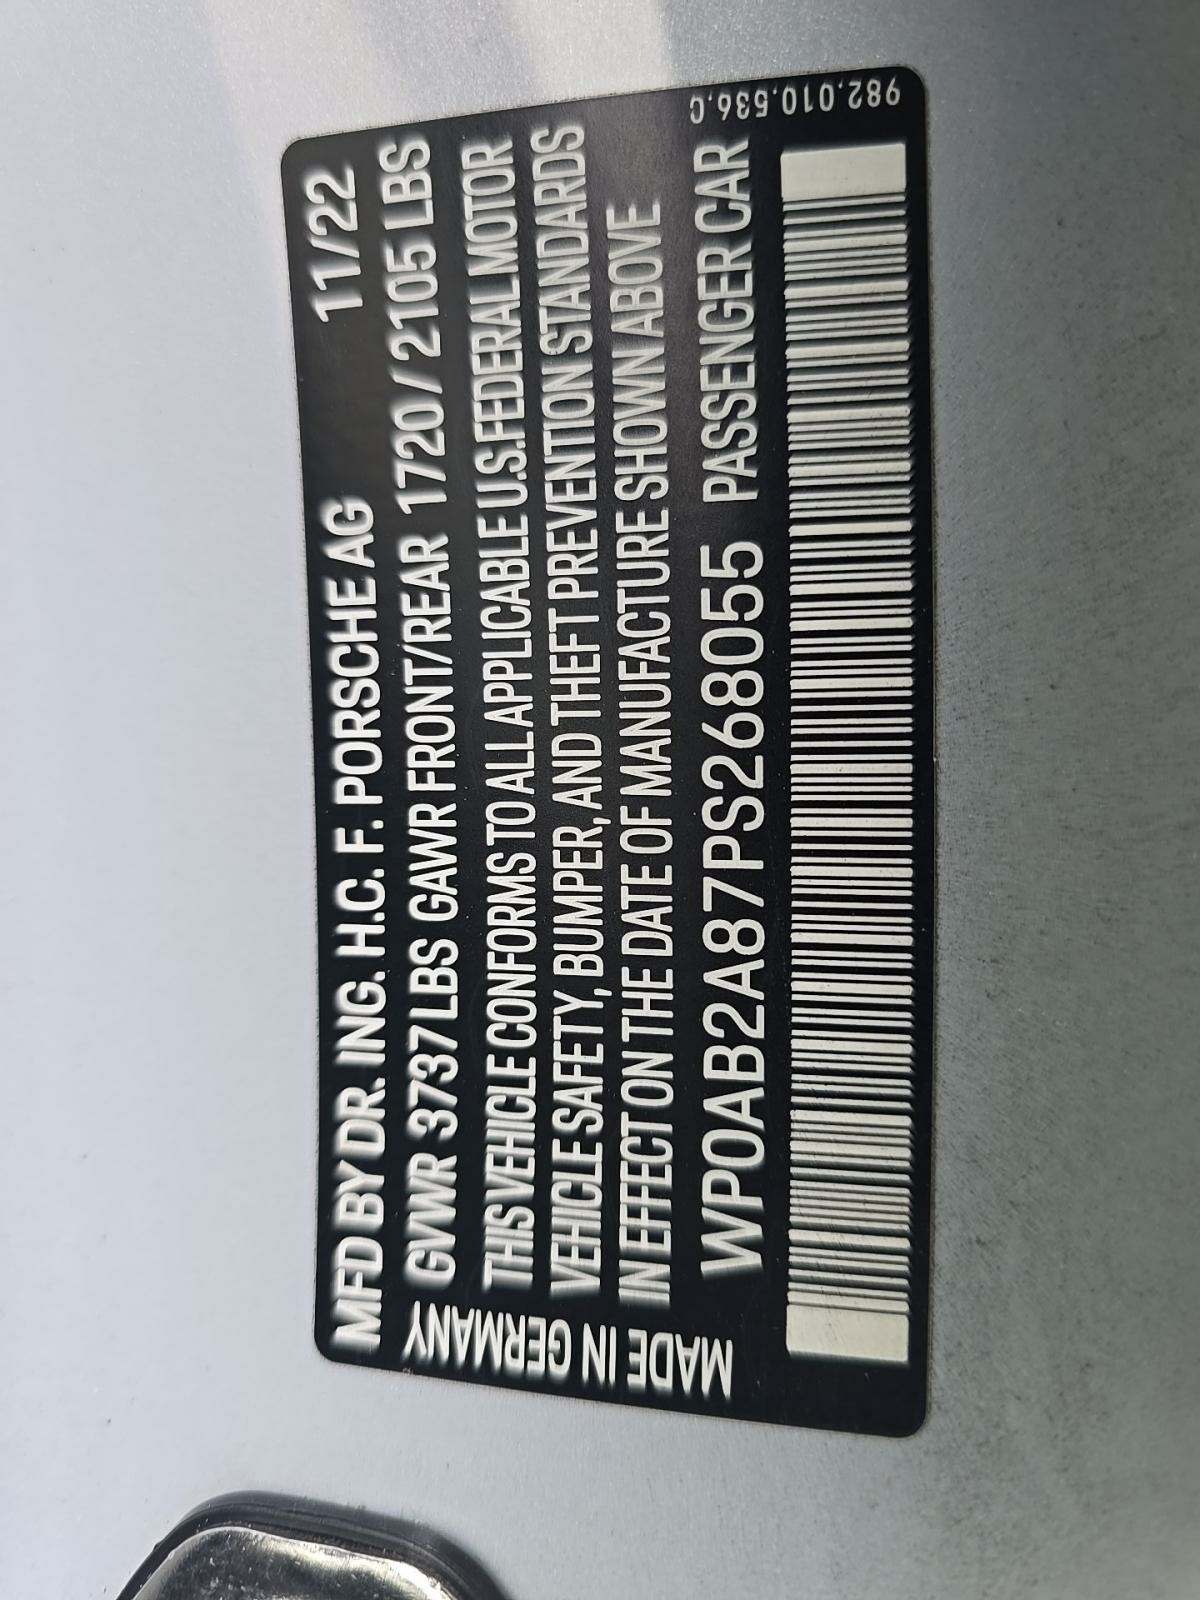 MFD BY DR. ING. H.C. F. PORSCHE AG 11/22
GVWR 3737 LBS GAWR FRONT/REAR 1720 / 2105 LBS
THIS VEHICLE CONFORMS TO ALL APPLICABLE U.S.FEDERAL MOTOR
VEHICLE SAFETY, BUMPER, AND THEFT PREVENTION STANDARDS
IN EFFECT ON THE DATE OF MANUFACTURE SHOWN ABOVE
WP0AB2A87PS268055 PASSENGER CAR
MADE IN GERMANY
982.010.536.C